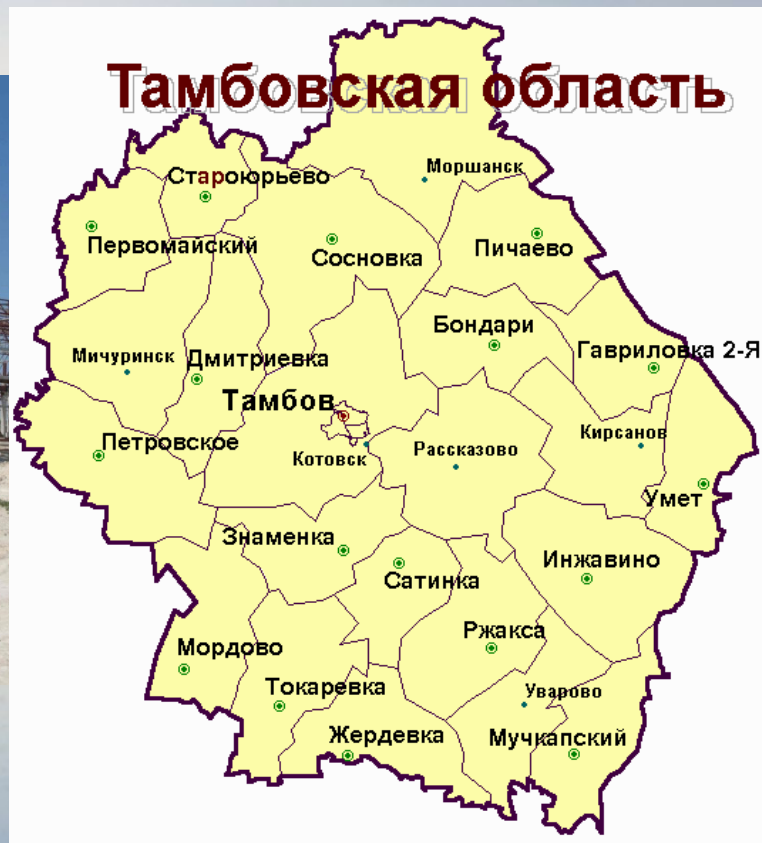 Тамбовская область
Моршанск
Староюрьево
Первомайский
Сосновка
Пичаево
Бондари
Гавриловка 2-Я
Мичуринск
Дмитриевка
Тамбов
Петровское
Котовск
Рассказово
Кирсанов
Умет
Знаменка
Сатинка
Инжавино
Ржакса
Мордово
Токаревка
Уварово
Жердевка
Мучкапский